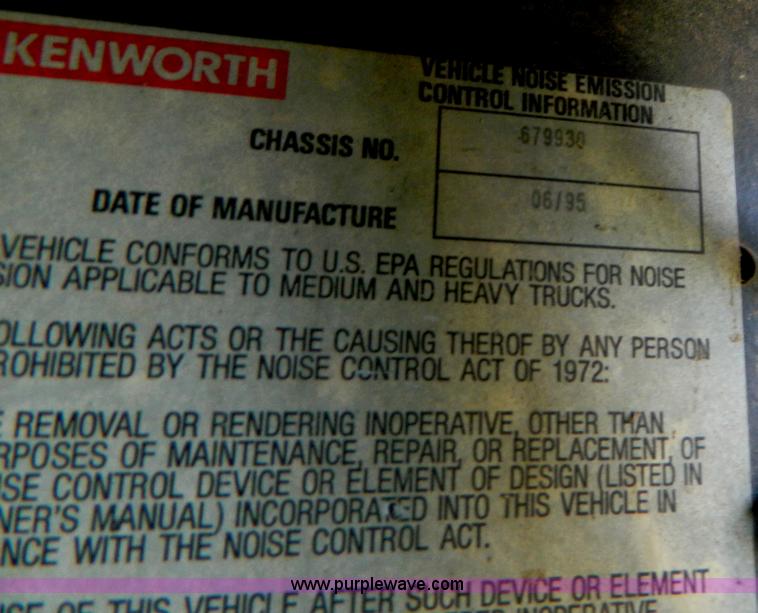 KENWORTH
VEHICLE NOISE EMISSION
CONTROL INFORMATION
CHASSIS NO. 679930
DATE OF MANUFACTURE 06/95
VEHICLE CONFORMS TO U.S. EPA REGULATIONS FOR NOISE
SION APPLICABLE TO MEDIUM AND HEAVY TRUCKS.
OLLOWING ACTS OR THE CAUSING THEROF BY ANY PERSON
ROHIBITED BY THE NOISE CONTROL ACT OF 1972:
E REMOVAL OR RENDERING INOPERATIVE, OTHER THAN
RPOSES OF MAINTENANCE, REPAIR, OR REPLACEMENT, OF
SE CONTROL DEVICE OR ELEMENT OF DESIGN (LISTED IN
NER'S MANUAL) INCORPORATED INTO THIS VEHICLE IN
NCE WITH THE NOISE CONTROL ACT.
www.purplewave.com
SE OF THIS VEHICLE AFTER SUCH DEVICE OR ELEMENT
INOPERATIVE